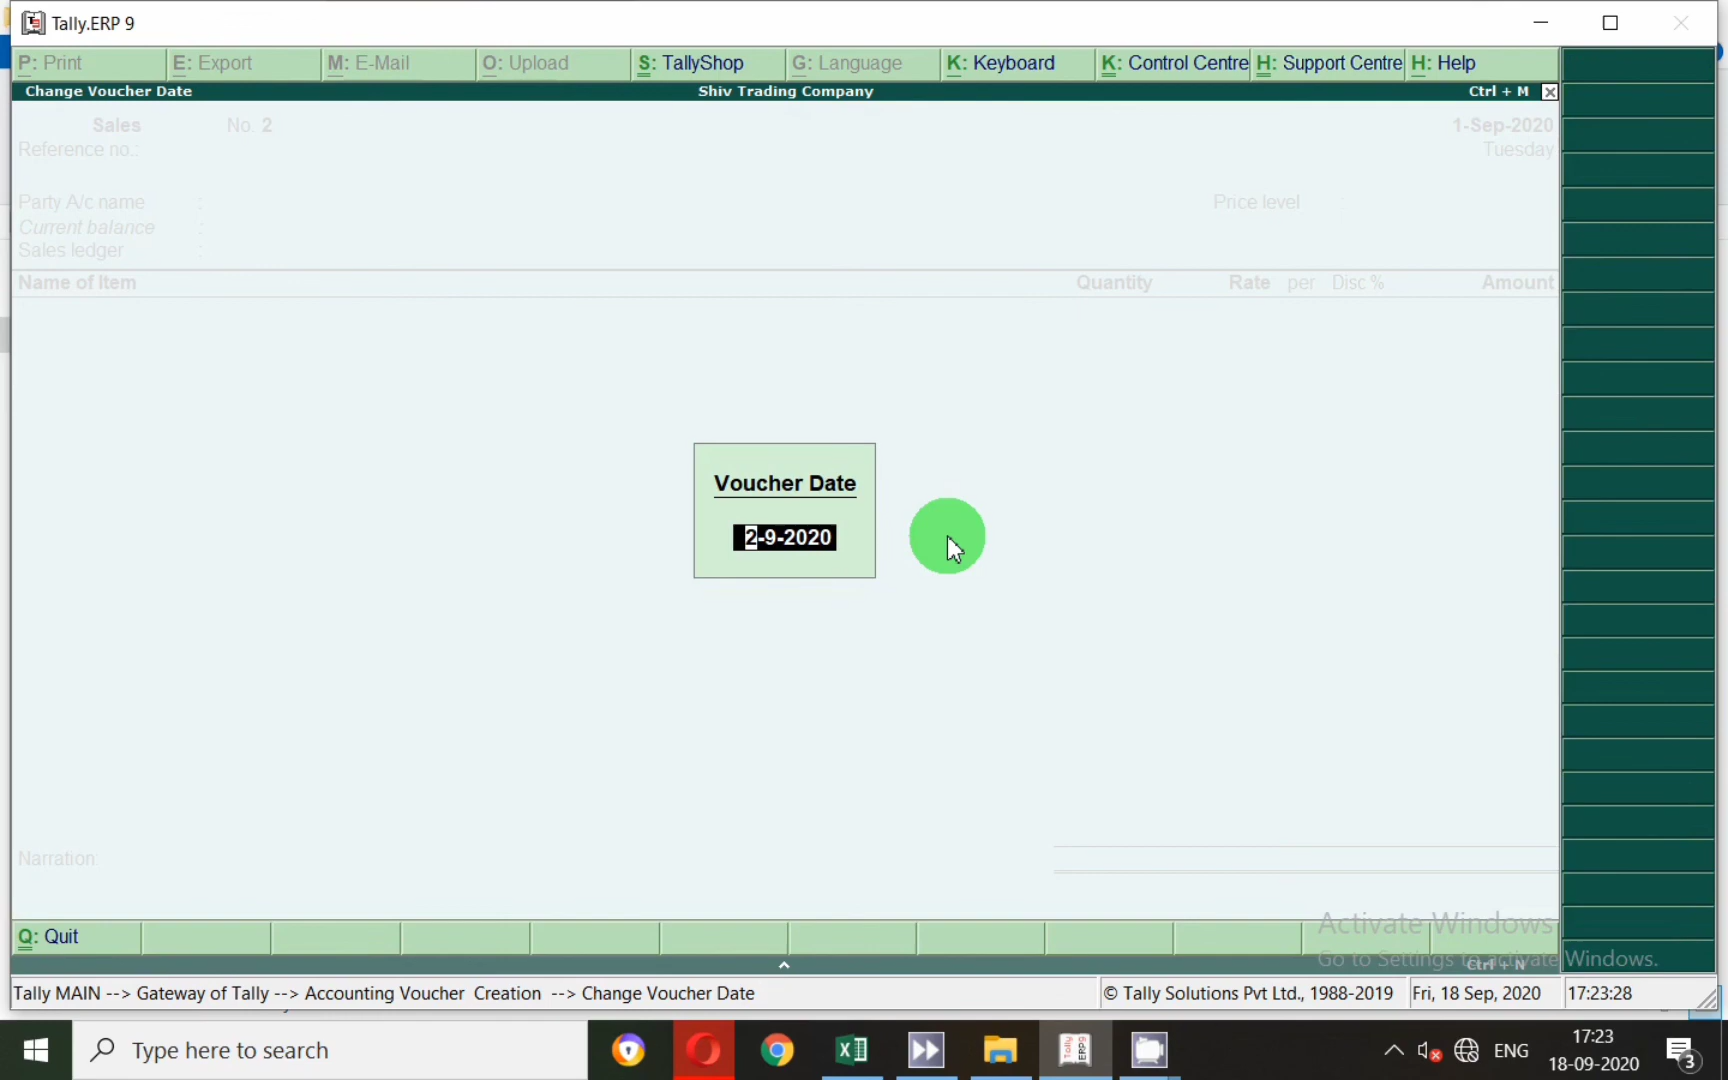 Tally.ERP 9
P: Print E: Export M: E-Mail O: Upload S: TallyShop G: Language K: Keyboard K: Control Centre H: Support Centre H: Help
Change Voucher Date Shiv Trading Company Ctrl + M
Sales No. 2 1-Sep-2020
Reference no.: Tuesday
Party A/c name : Price level :
Current balance :
Sales ledger :
Name of Item Quantity Rate per Disc % Amount
Voucher Date
2-9-2020
Narration:
Activate Windows
Q: Quit
Go to Settings to activate Windows.
Ctrl + N
Tally MAIN --> Gateway of Tally --> Accounting Voucher Creation --> Change Voucher Date © Tally Solutions Pvt Ltd., 1988-2019 Fri, 18 Sep, 2020 17:23:28
Type here to search ENG 17:23
18-09-2020
3